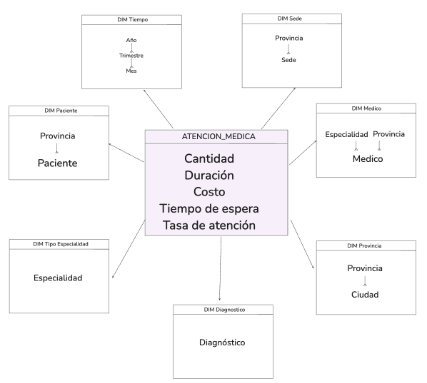 DIM Tiempo
Año
Trimestre
Mes
DIM Sede
Provincia
Sede
DIM Paciente
Provincia
Paciente
ATENCION_MEDICA
Cantidad
Duración
Costo
Tiempo de espera
Tasa de atención
DIM Medico
Especialidad Provincia
Medico
DIM Tipo Especialidad
Especialidad
DIM Provincia
Provincia
Ciudad
DIM Diagnostico
Diagnóstico